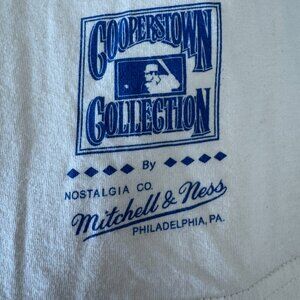 COOPERSTOWN
COLLECTION
By
NOSTALGIA CO.
Mitchell & Ness
PHILADELPHIA, PA.